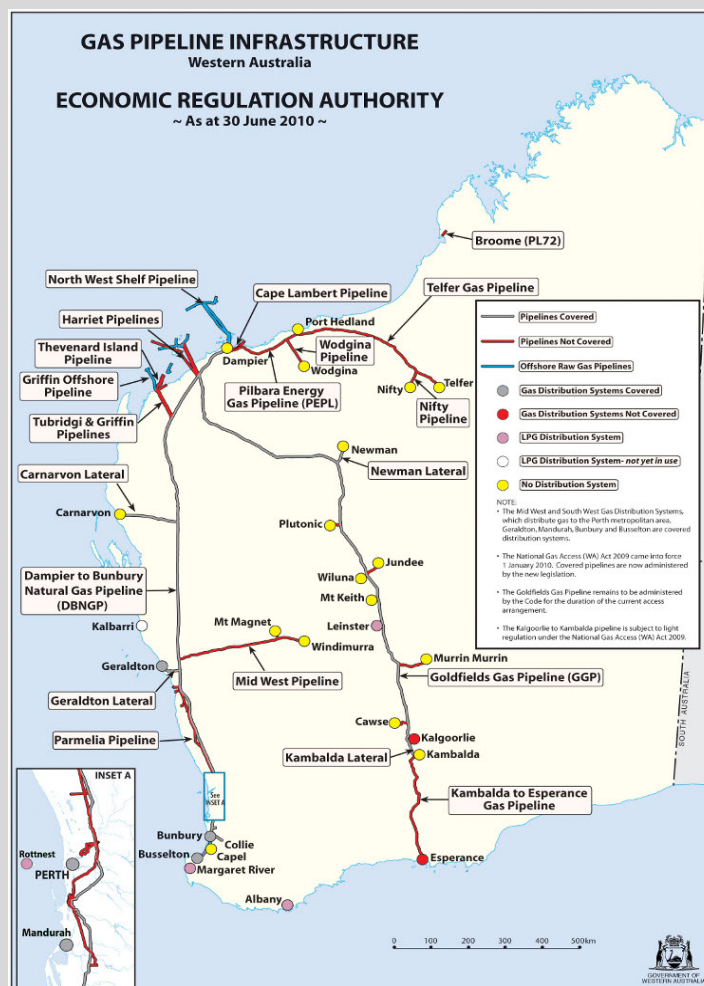 GAS PIPELINE INFRASTRUCTURE
Western Australia
ECONOMIC REGULATION AUTHORITY
~ As at 30 June 2010 ~
Broome (PL72)
North West Shelf Pipeline
Cape Lambert Pipeline
Telfer Gas Pipeline
Harriet Pipelines
Port Hedland
Thevenard Island
Pipeline
Dampier
Wodgina
Pipeline
Wodgina
Griffin Offshore
Pipeline
Pilbara Energy
Gas Pipeline (PEPL)
Nifty
Telfer
Nifty
Pipeline
Tubridgi & Griffin
Pipelines
Newman
Newman Lateral
Carnarvon Lateral
Carnarvon
Plutonic
Jundee
Wiluna
Dampier to Bunbury
Natural Gas Pipeline
(DBNGP)
Mt Keith
Kalbarri
Mt Magnet
Leinster
Windimurra
Geraldton
Murrin Murrin
Mid West Pipeline
Goldfields Gas Pipeline (GGP)
Geraldton Lateral
Cawse
Parmelia Pipeline
Kalgoorlie
Kambalda Lateral
Kambalda
Kambalda to Esperance
Gas Pipeline
See
INSET A
Bunbury
Collie
Busselton
Capel
Margaret River
Esperance
Albany
Pipelines Covered
Pipelines Not Covered
Offshore Raw Gas Pipelines
Gas Distribution Systems Covered
Gas Distribution Systems Not Covered
LPG Distribution System
LPG Distribution System- not yet in use
No Distribution System
NOTE:
• The Mid West and South West Gas Distribution Systems,
which distribute gas to the Perth metropolitan area,
Geraldton, Mandurah, Bunbury and Busselton are covered
distribution systems.
• The National Gas Access (WA) Act 2009 came into force
1 January 2010. Covered pipelines are now administered
by the new legislation.
• The Goldfields Gas Pipeline remains to be administered
by the Code for the duration of the current access
arrangement.
• The Kalgoorlie to Kambalda pipeline is subject to light
regulation under the National Gas Access (WA) Act 2009.
SOUTH AUSTRALIA
INSET A
Rottnest
PERTH
Mandurah
0 100 200 300 400 500km
GOVERNMENT OF
WESTERN AUSTRALIA